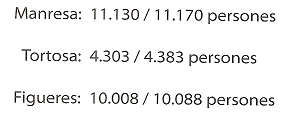 Manresa: 11.130 / 11.170 persones
Tortosa: 4.303 / 4.383 persones
Figueres: 10.008 / 10.088 persones